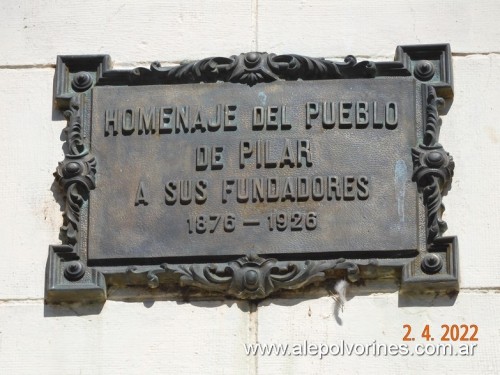 HOMENAJE DEL PUEBLO
DE PILAR
A SUS FUNDADORES
1876 — 1926
2. 4. 2022
www.alepolvorines.com.ar